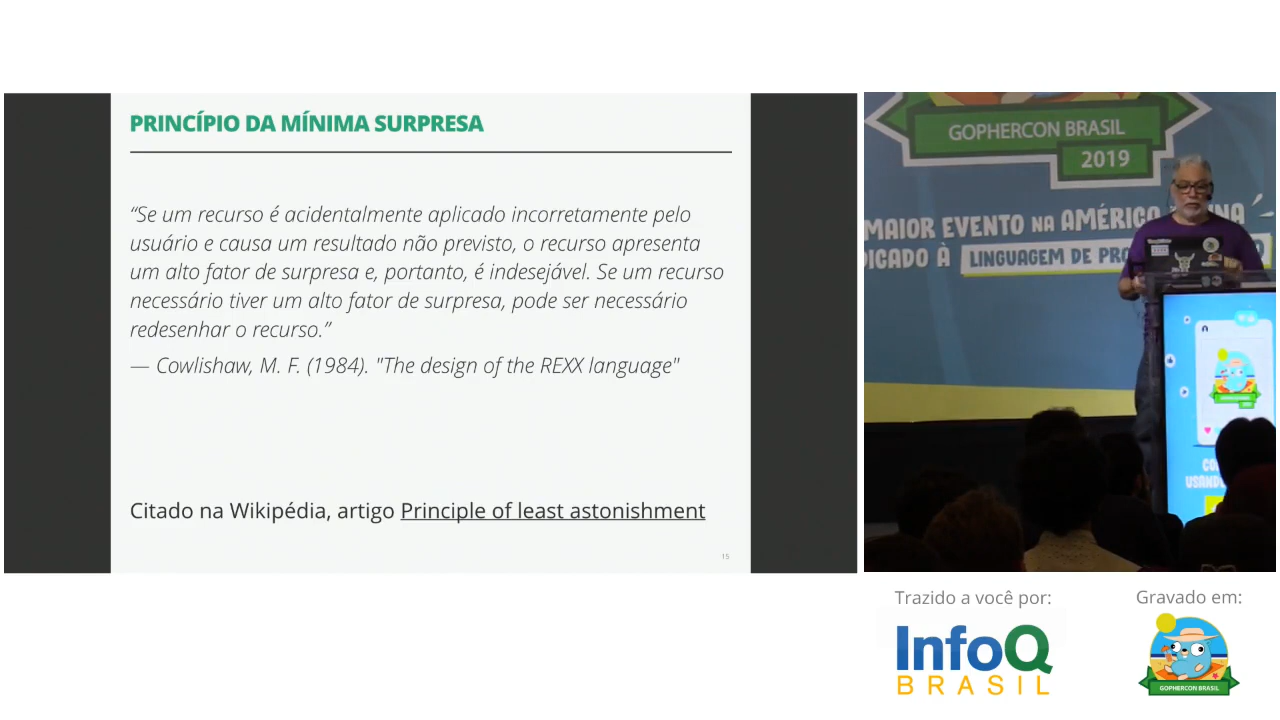 PRINCÍPIO DA MÍNIMA SURPRESA
“Se um recurso é acidentalmente aplicado incorretamente pelo
usuário e causa um resultado não previsto, o recurso apresenta
um alto fator de surpresa e, portanto, é indesejável. Se um recurso
necessário tiver um alto fator de surpresa, pode ser necessário
redesenhar o recurso.”
— Cowlishaw, M. F. (1984). "The design of the REXX language"
Citado na Wikipédia, artigo Principle of least astonishment
15
GOPHERCON BRASIL
2019
MAIOR EVENTO NA AMÉRICA
DICADO À LINGUAGEM DE PRO
USAND
Trazido a você por:
InfoQ
BRASIL
Gravado em:
GOPHERCON BRASIL